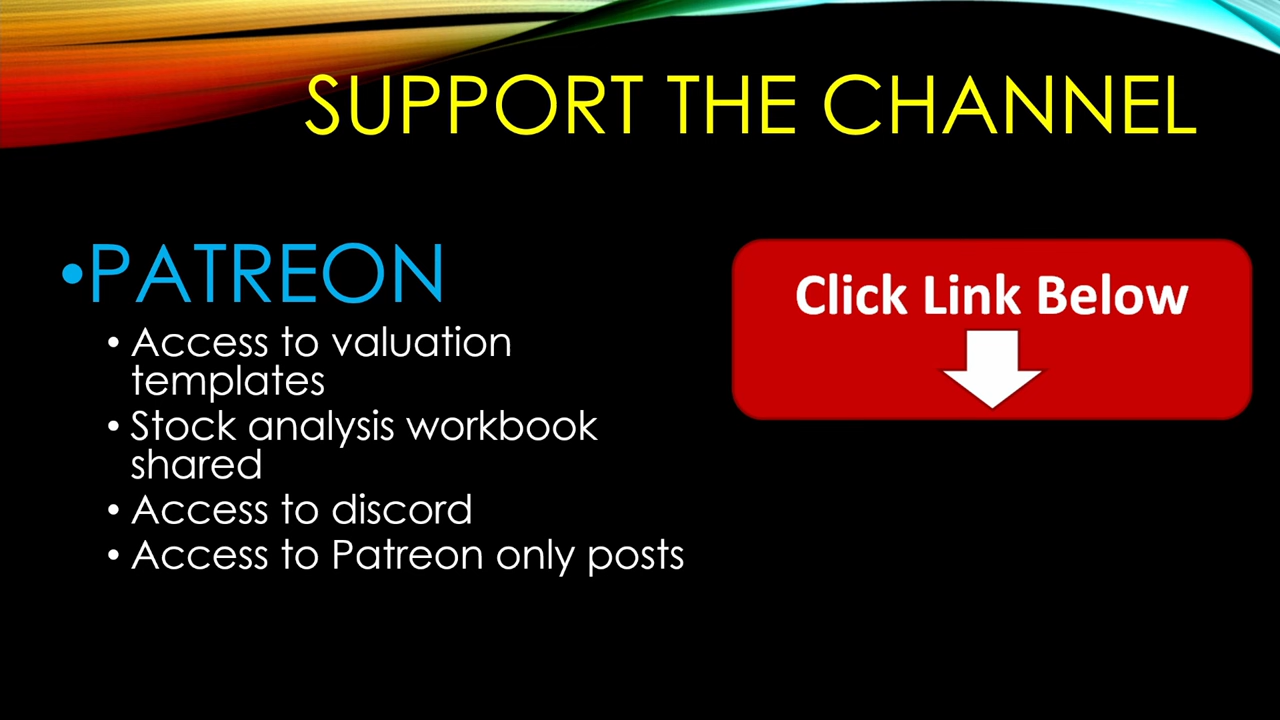 SUPPORT THE CHANNEL
•PATREON
• Access to valuation
templates
• Stock analysis workbook
shared
• Access to discord
• Access to Patreon only posts
Click Link Below